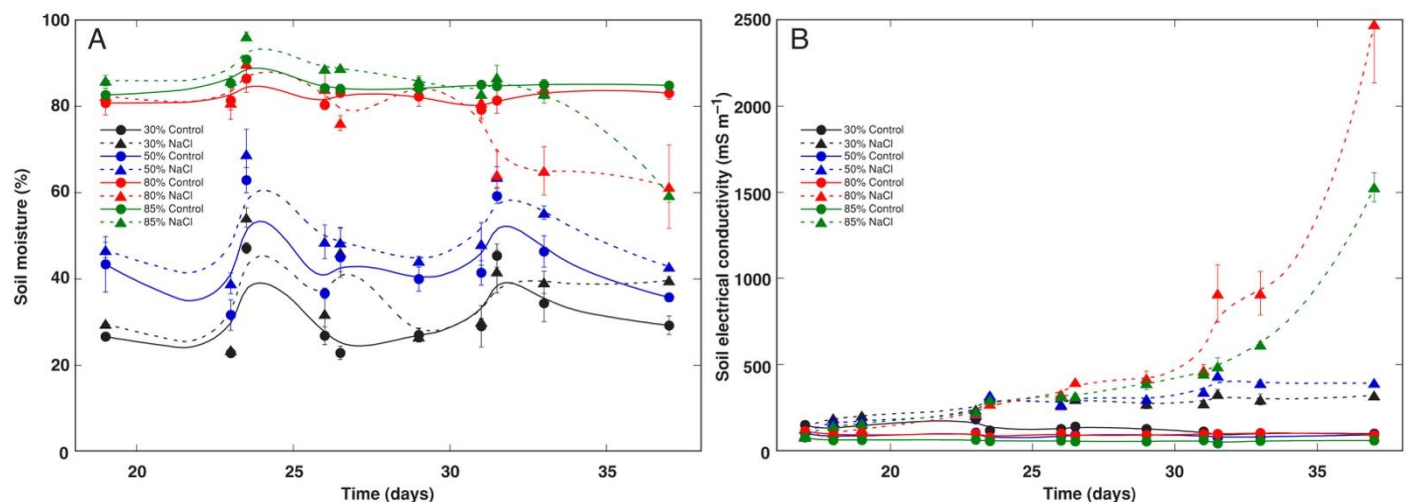 A
100
80
60
40
20
0
Soil moisture (%)
30% Control
30% NaCl
50% Control
50% NaCl
80% Control
80% NaCl
85% Control
85% NaCl
20 25 30 35
Time (days)
B
2500
2000
1500
1000
500
0
Soil electrical conductivity (mS m⁻¹)
30% Control
30% NaCl
50% Control
50% NaCl
80% Control
80% NaCl
85% Control
85% NaCl
20 25 30 35
Time (days)